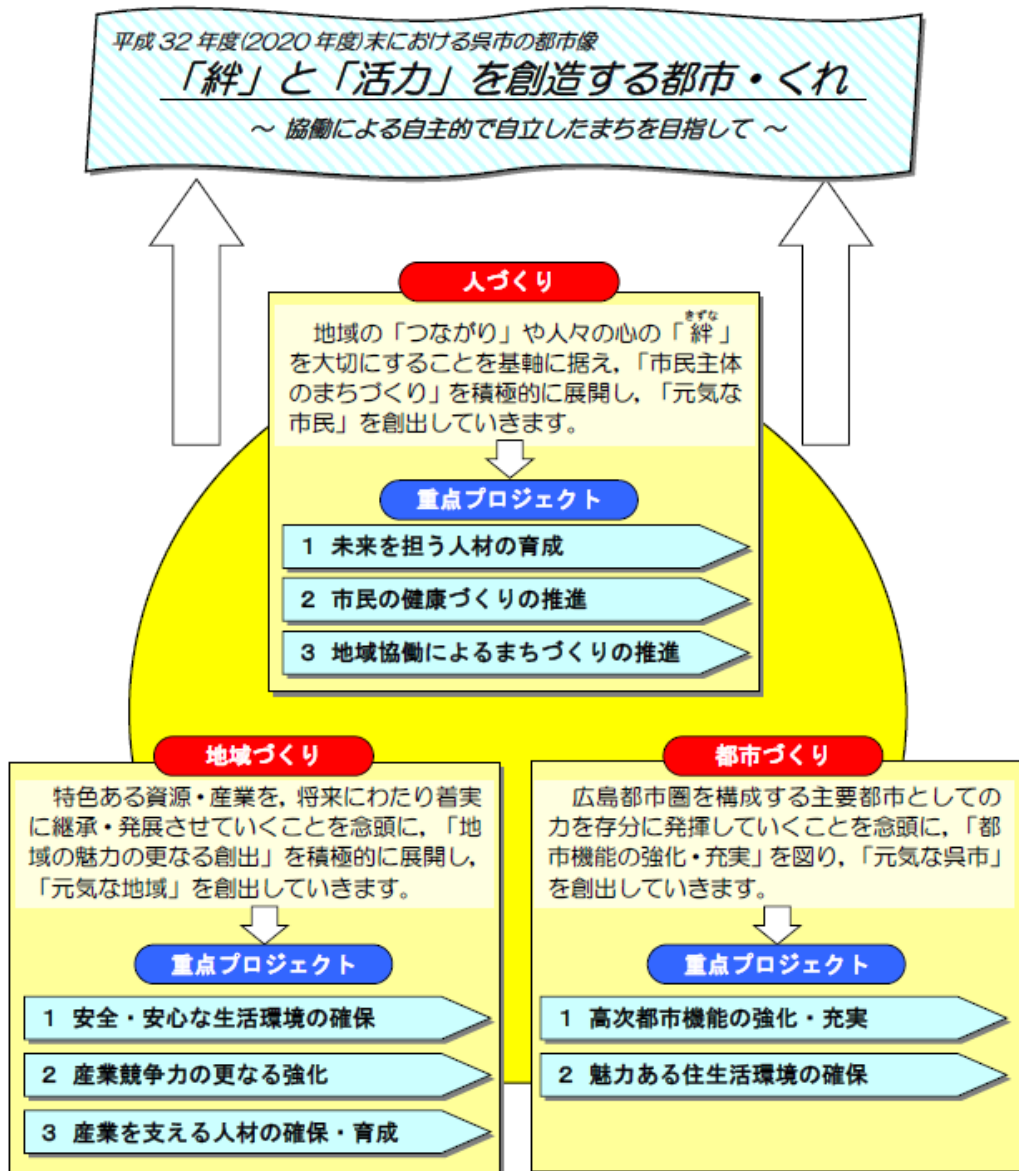 平成32年度(2020年度)末における呉市の都市像
「絆」と「活力」を創造する都市・くれ
～ 協働による自主的で自立したまちを目指して ～
人づくり
きずな
地域の「つながり」や人々の心の「絆」
を大切にすることを基軸に据え，「市民主体
のまちづくり」を積極的に展開し，「元気な
市民」を創出していきます。
重点プロジェクト
1 未来を担う人材の育成
2 市民の健康づくりの推進
3 地域協働によるまちづくりの推進
地域づくり
特色ある資源・産業を，将来にわたり着実
に継承・発展させていくことを念頭に，「地
域の魅力の更なる創出」を積極的に展開し，
「元気な地域」を創出していきます。
重点プロジェクト
1 安全・安心な生活環境の確保
2 産業競争力の更なる強化
3 産業を支える人材の確保・育成
都市づくり
広島都市圏を構成する主要都市としての
力を存分に発揮していくことを念頭に，「都
市機能の強化・充実」を図り，「元気な呉市」
を創出していきます。
重点プロジェクト
1 高次都市機能の強化・充実
2 魅力ある住生活環境の確保